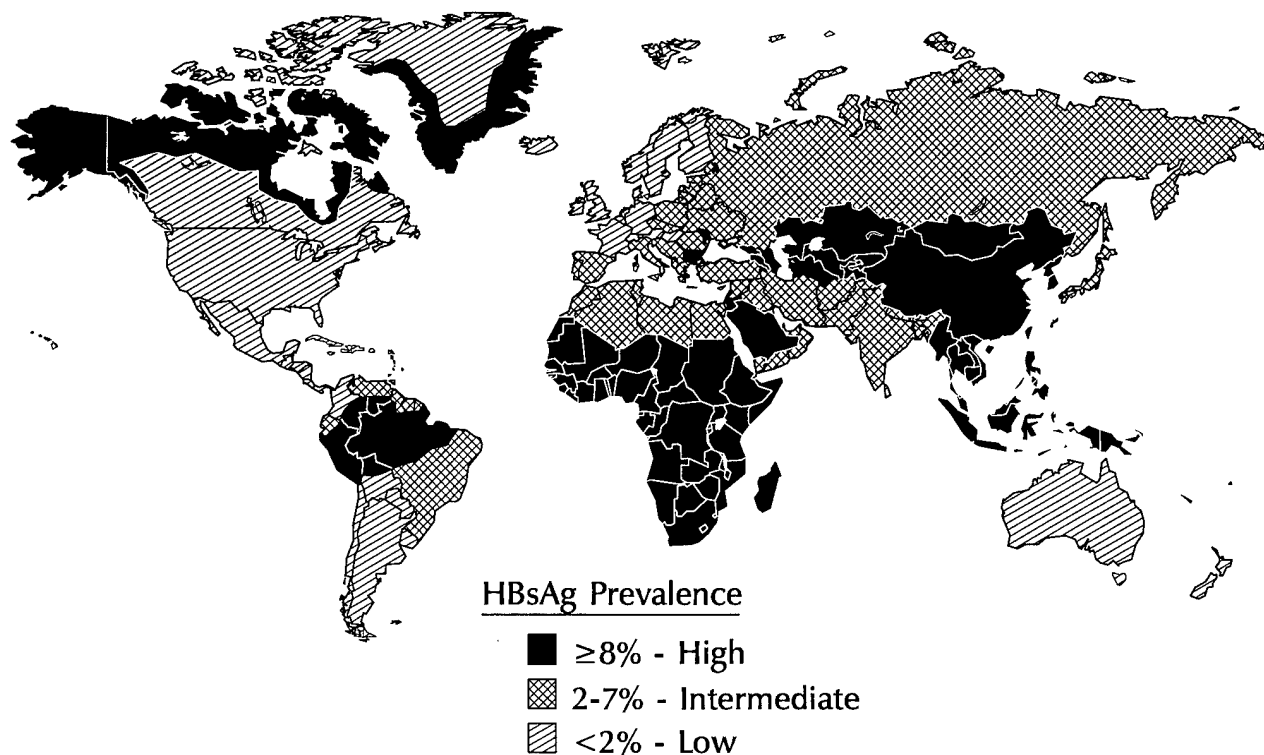 HBsAg Prevalence
≥8% - High
2-7% - Intermediate
<2% - Low